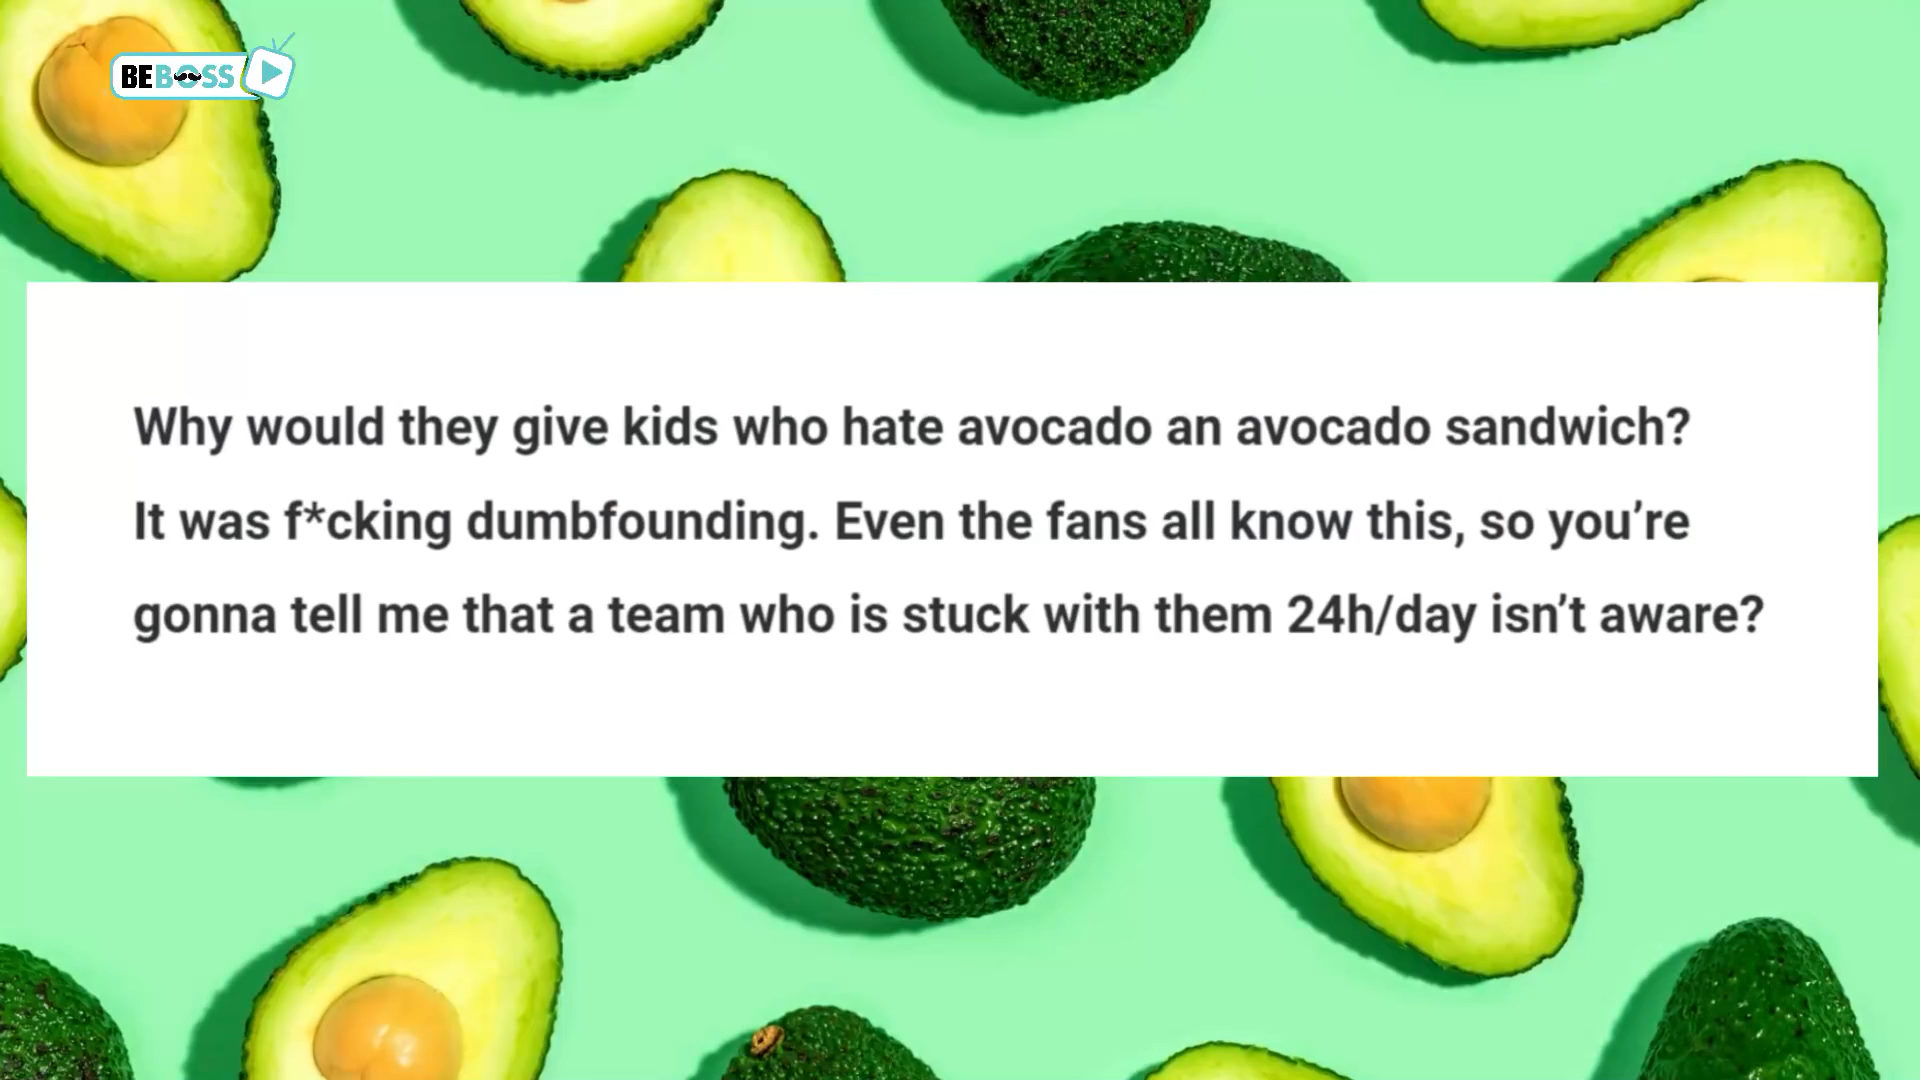 BEBOSS
Why would they give kids who hate avocado an avocado sandwich?
It was f*cking dumbfounding. Even the fans all know this, so you’re
gonna tell me that a team who is stuck with them 24h/day isn’t aware?